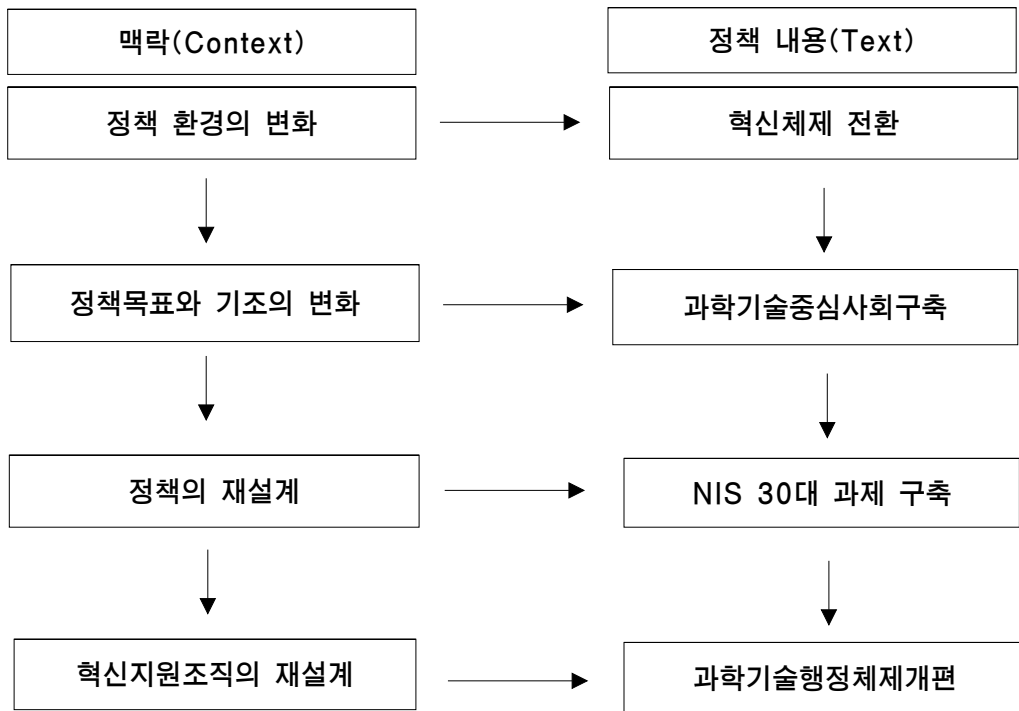 맥락(Context)
정책 내용(Text)
정책 환경의 변화
혁신체제 전환
정책목표와 기조의 변화
과학기술중심사회구축
정책의 재설계
NIS 30대 과제 구축
혁신지원조직의 재설계
과학기술행정체제개편